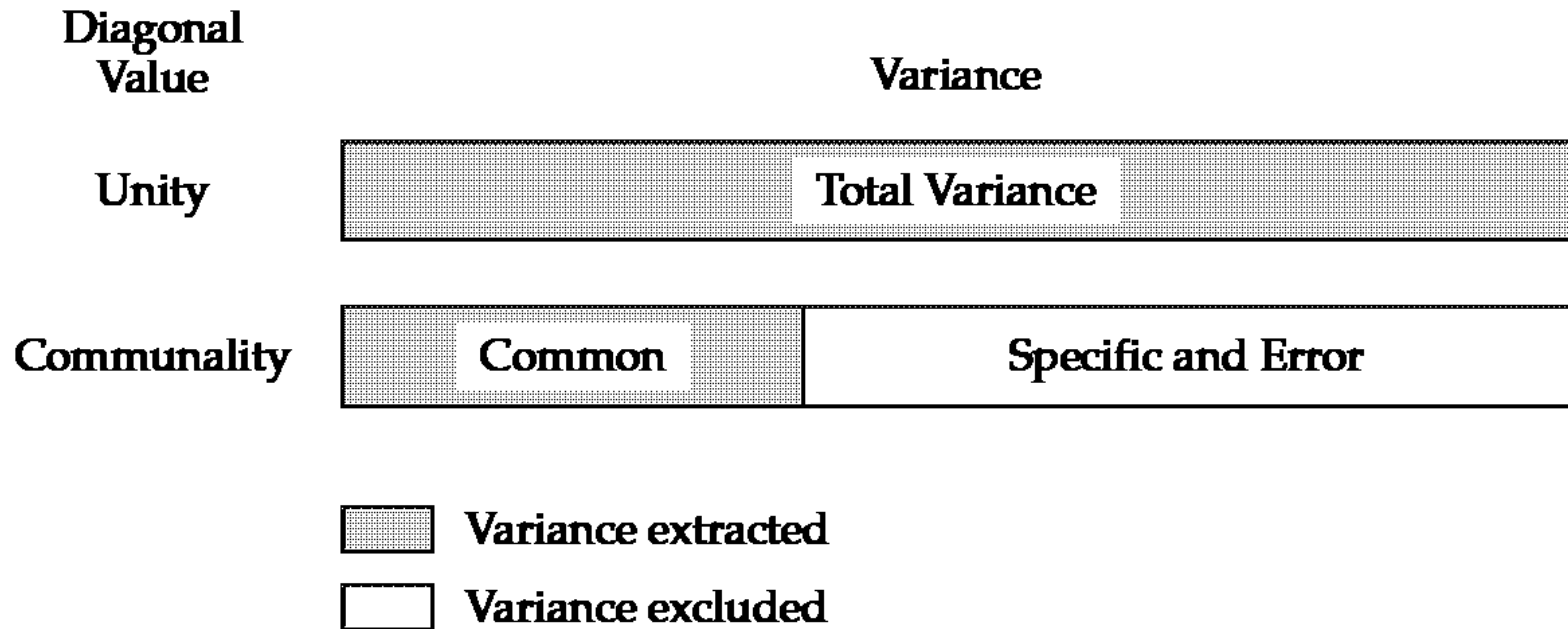 Diagonal
Value
Variance
Unity
Total Variance
Communality
Common
Specific and Error
Variance extracted
Variance excluded